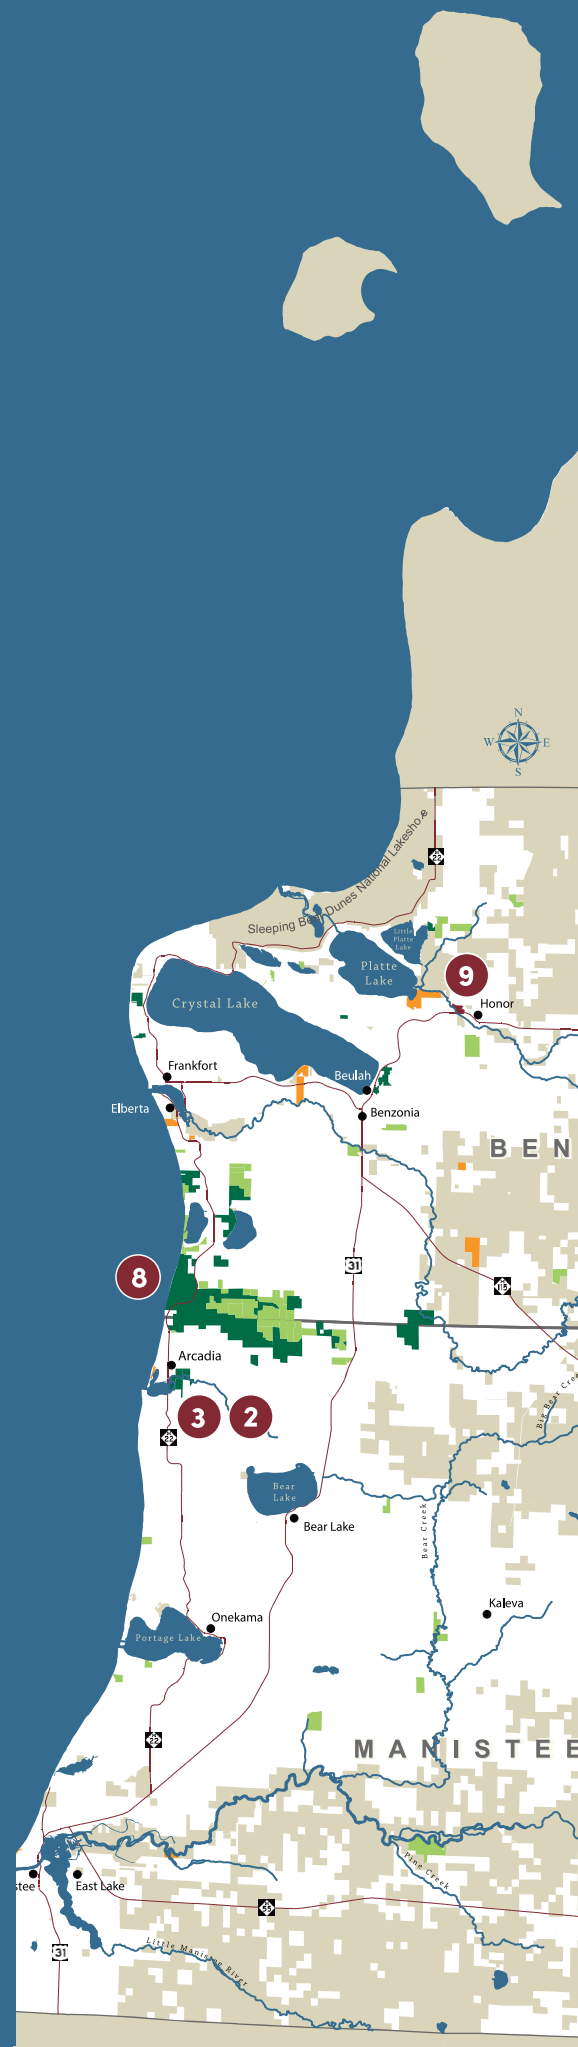 N
W E
S
Sleeping Bear Dunes National Lakeshore
22
Little
Platte
Lake
Platte
Lake
9
Honor
Crystal Lake
Frankfort
Beulah
Elberta
Benzonia
BEN
31
8
115
Arcadia
3 2
22
Big Bear Cree
Bear
Lake
Bear Lake
Bear Creek
Kaleva
Onekama
Portage Lake
22
MANISTEE
Pine Creek
stee
East Lake
55
31
Little Manistee River